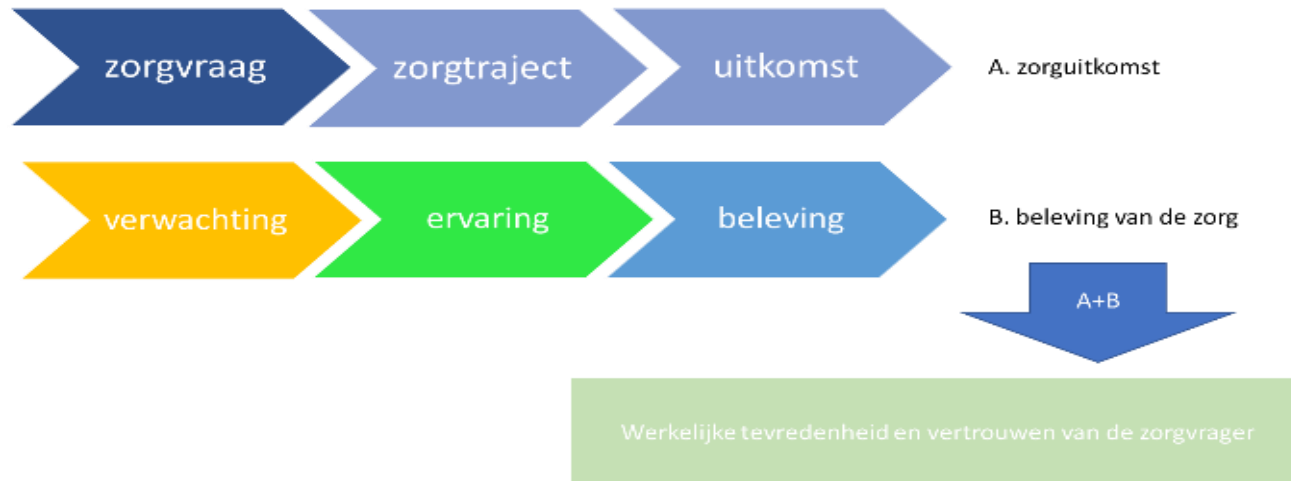 zorgvraag
zorgtraject
uitkomst
A. zorguitkomst
verwachting
ervaring
beleving
B. beleving van de zorg
A+B
Werkelijke tevredenheid en vertrouwen van de zorgvrager